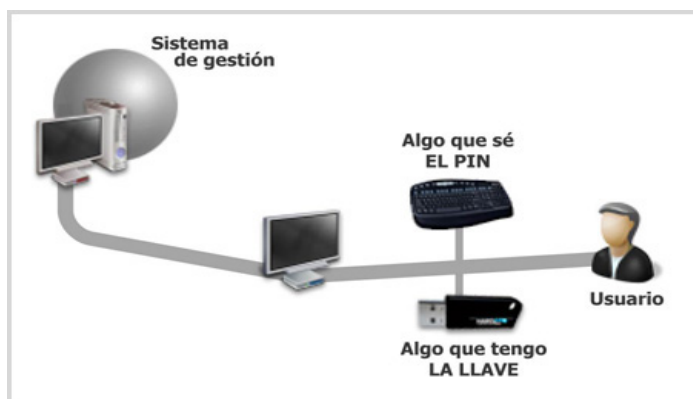 Sistema
de gestión
Algo que sé
EL PIN
Usuario
Algo que tengo
LA LLAVE